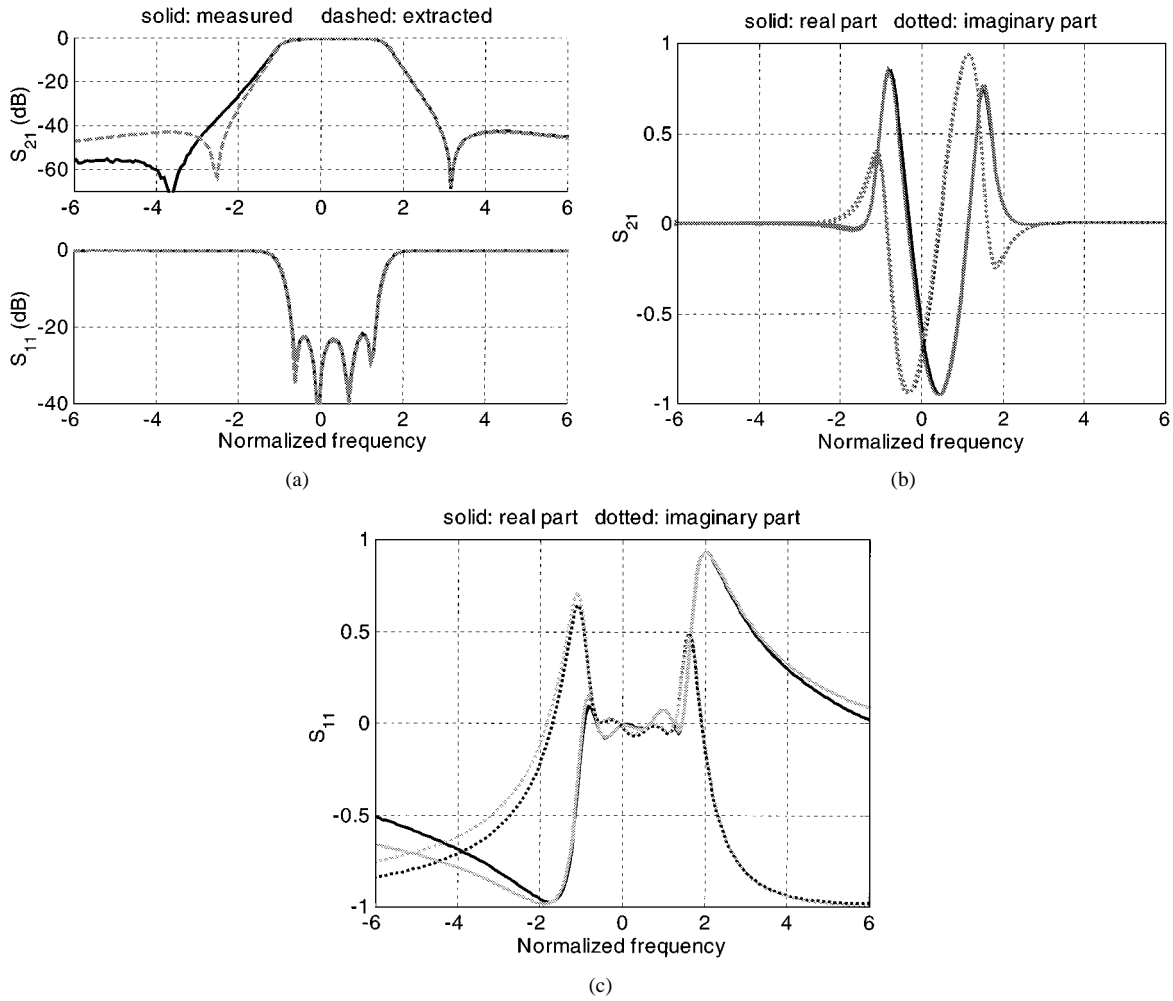 solid: measured dashed: extracted
0
-20
-40
-60
S21 (dB)
-6 -4 -2 0 2 4 6
0
-20
-40
S11 (dB)
-6 -4 -2 0 2 4 6
Normalized frequency
(a)
solid: real part dotted: imaginary part
1
0.5
0
-0.5
-1
S21
-6 -4 -2 0 2 4 6
Normalized frequency
(b)
solid: real part dotted: imaginary part
1
0.5
0
-0.5
-1
S11
-6 -4 -2 0 2 4 6
Normalized frequency
(c)